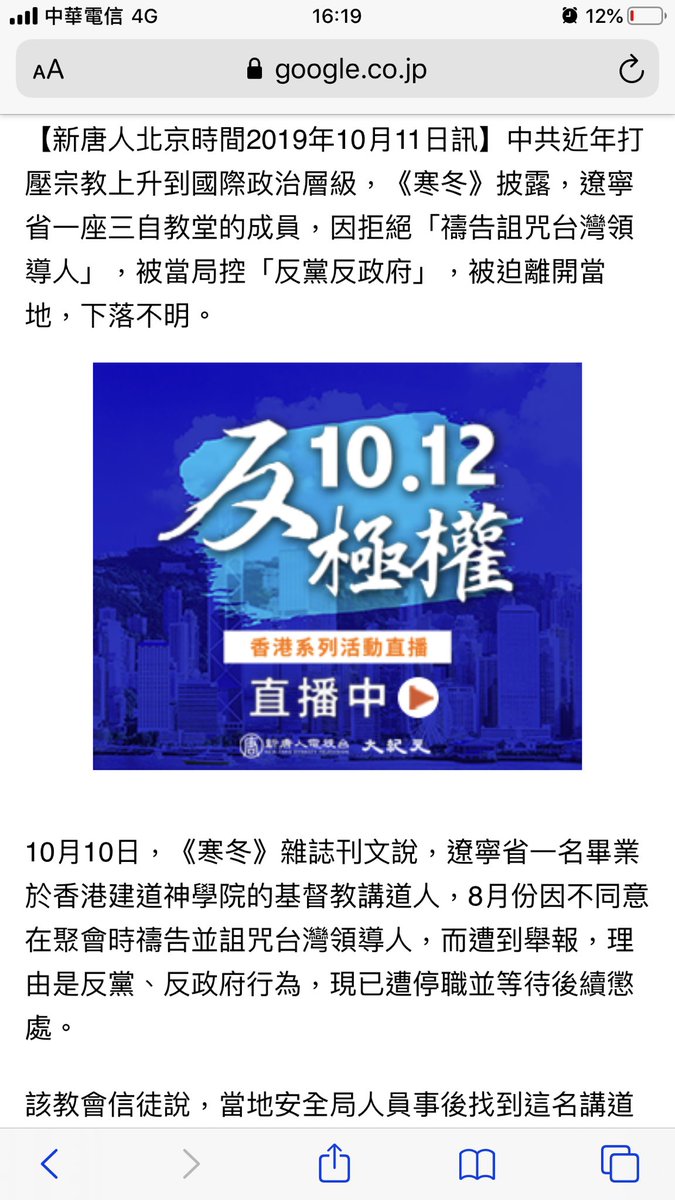 中華電信 4G
16:19
12%
AA
google.co.jp
【新唐人北京時間2019年10月11日訊】中共近年打
壓宗教上升到國際政治層級，《寒冬》披露，遼寧
省一座三自教堂的成員，因拒絕「禱告詛咒台灣領
導人」，被當局控「反黨反政府」，被迫離開當
地，下落不明。
反 10.12
極權
香港系列活動直播
直播中
新唐人電視台 大紀元
10月10日，《寒冬》雜誌刊文說，遼寧省一名畢業
於香港建道神學院的基督教講道人，8月份因不同意
在聚會時禱告並詛咒台灣領導人，而遭到舉報，理
由是反黨、反政府行為，現已遭停職並等待後續懲
處。
該教會信徒說，當地安全局人員事後找到這名講道